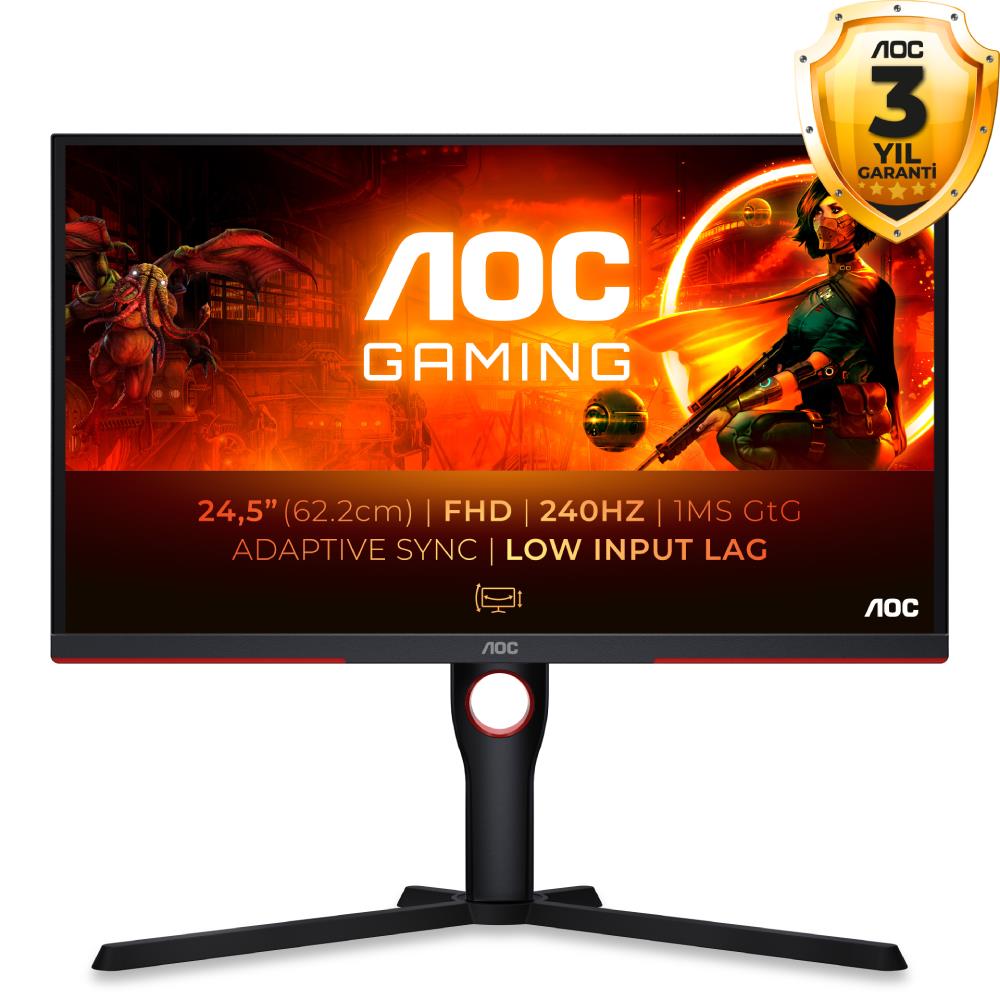 AOC
3
YIL
GARANTİ
AOC
GAMING
24,5” (62.2cm) | FHD | 240HZ | 1MS GtG
ADAPTIVE SYNC | LOW INPUT LAG
AOC
AOC